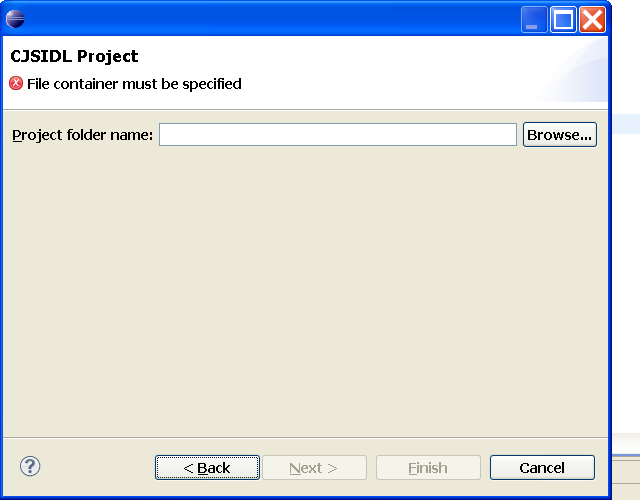 CJSIDL Project
File container must be specified
Project folder name: Browse...
? < Back Next > Finish Cancel